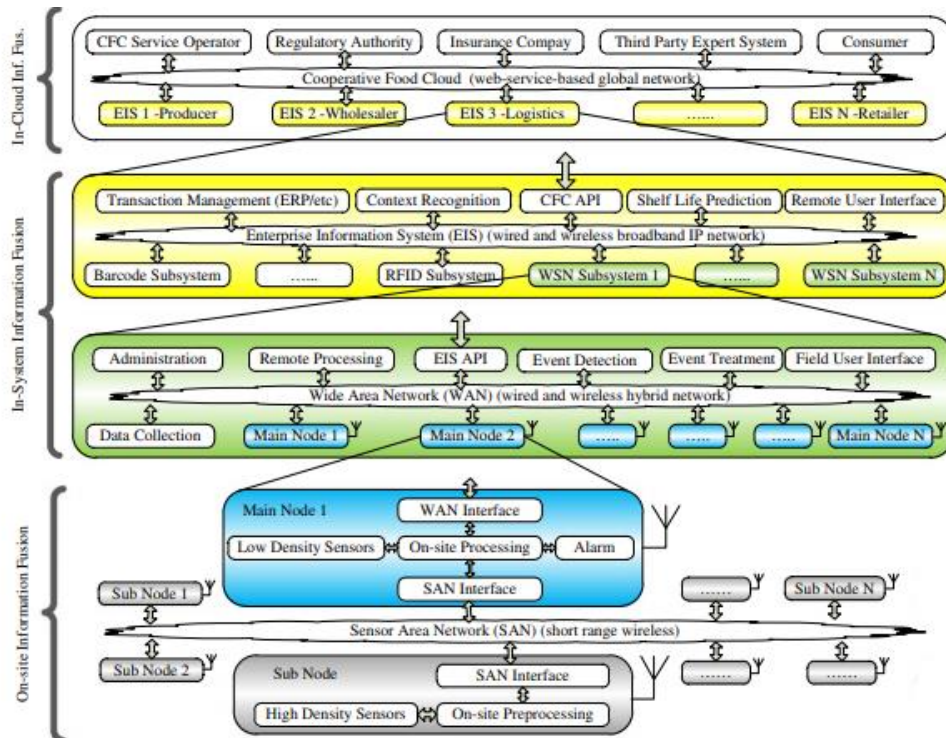 In-Cloud Inf. Fus.
CFC Service Operator
Regulatory Authority
Insurance Compay
Third Party Expert System
Consumer
Cooperative Food Cloud (web-service-based global network)
EIS 1 -Producer
EIS 2 -Wholesaler
EIS 3 -Logistics
......
EIS N -Retailer
In-System Information Fusion
Transaction Management (ERP/etc)
Context Recognition
CFC API
Shelf Life Prediction
Remote User Interface
Enterprise Information System (EIS) (wired and wireless broadband IP network)
Barcode Subsystem
......
RFID Subsystem
WSN Subsystem 1
......
WSN Subsystem N
Administration
Remote Processing
EIS API
Event Detection
Event Treatment
Field User Interface
Wide Area Network (WAN) (wired and wireless hybrid network)
Data Collection
Main Node 1
Main Node 2
......
......
......
Main Node N
On-site Information Fusion
Main Node 1
WAN Interface
Low Density Sensors
On-site Processing
Alarm
SAN Interface
Sub Node 1
......
Sub Node N
Sensor Area Network (SAN) (short range wireless)
Sub Node 2
......
......
Sub Node
SAN Interface
High Density Sensors
On-site Preprocessing